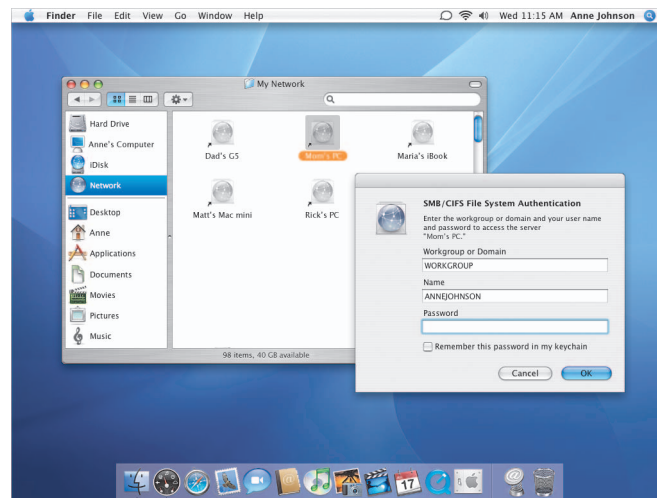 Finder File Edit View Go Window Help Wed 11:15 AM Anne Johnson
My Network
Hard Drive
Anne's Computer
iDisk
Network
Desktop
Anne
Applications
Documents
Movies
Pictures
Music
Dad's G5
Mom's PC
Maria's iBook
Matt's Mac mini
Rick's PC
98 items, 40 GB available
SMB/CIFS File System Authentication
Enter the workgroup or domain and your user name
and password to access the server
"Mom's PC."
Workgroup or Domain
WORKGROUP
Name
ANNEJOHNSON
Password
Remember this password in my keychain
Cancel OK
17